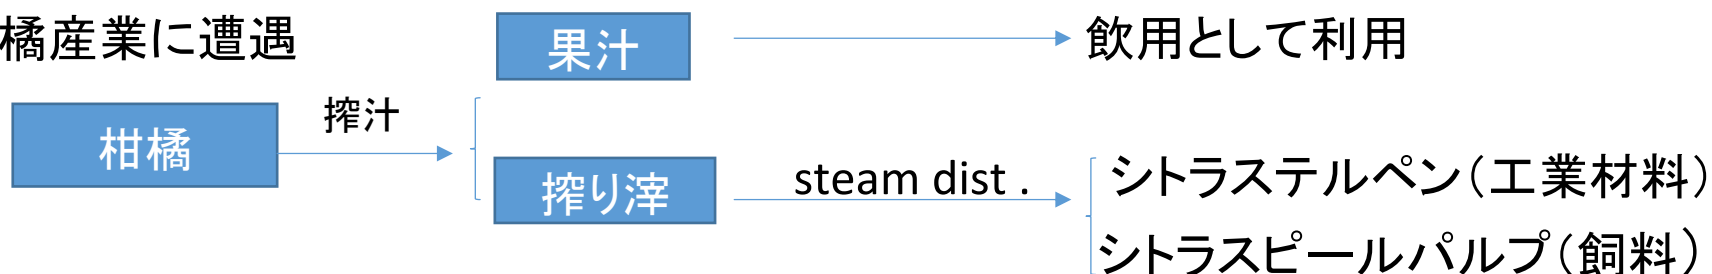 橘産業に遭遇
果汁
飲用として利用
柑橘
搾汁
搾り滓
steam dist .
シトラステルペン(工業材料)
シトラスピールパルプ(飼料)